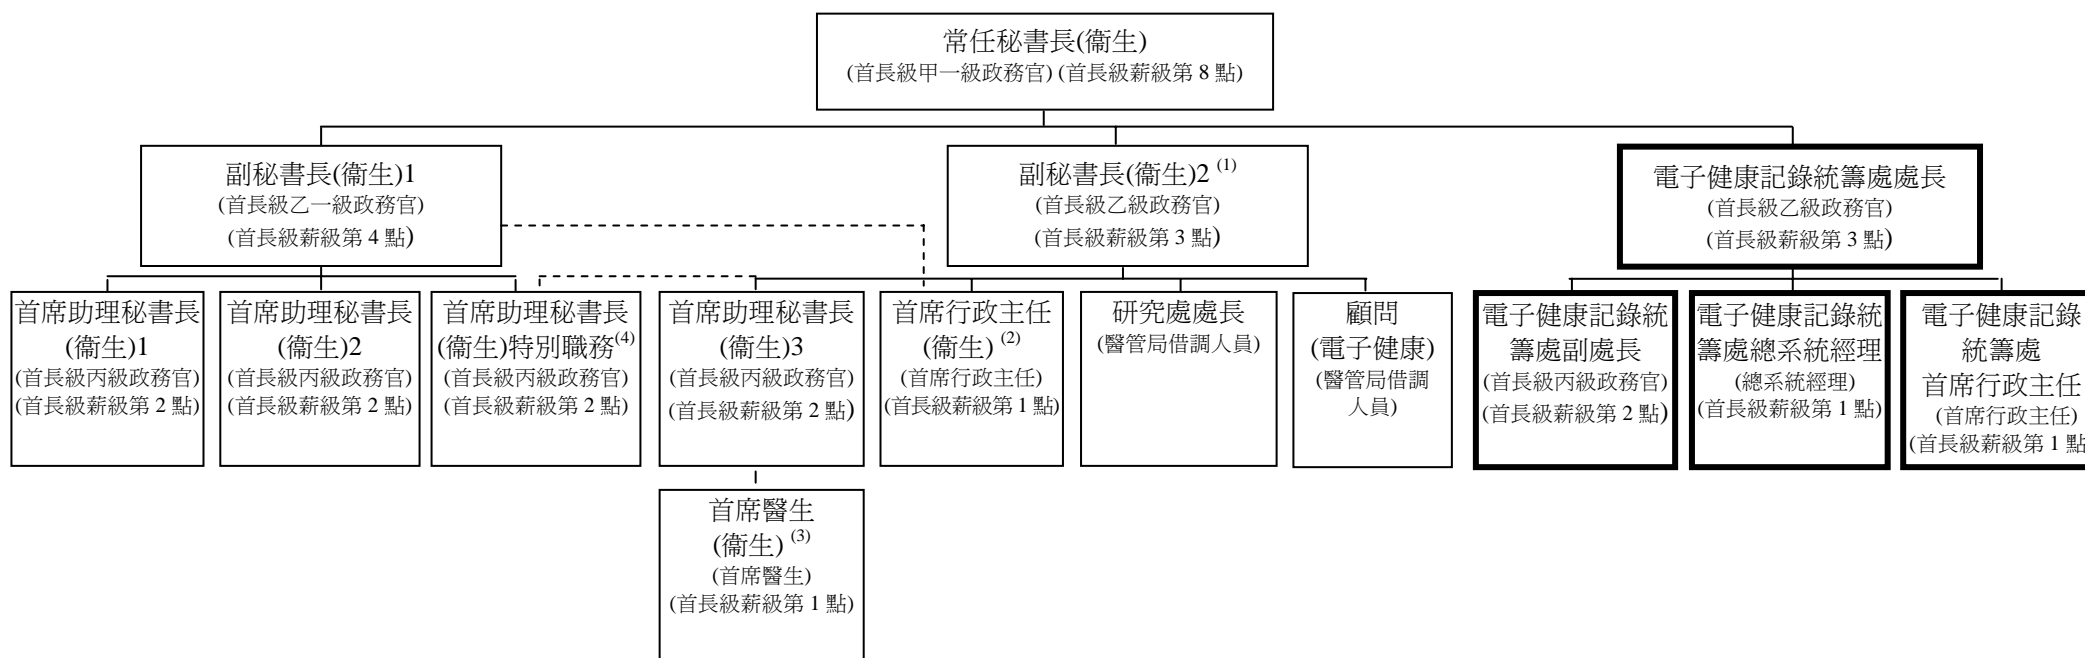 常任秘書長(衞生)
(首長級甲一級政務官) (首長級薪級第 8 點)
副秘書長(衞生)1
(首長級乙一級政務官)
(首長級薪級第 4 點)
副秘書長(衞生)2 (1)
(首長級乙級政務官)
(首長級薪級第 3 點)
電子健康記錄統籌處處長
(首長級乙級政務官)
(首長級薪級第 3 點)
首席助理秘書長
(衞生)1
(首長級丙級政務官)
(首長級薪級第 2 點)
首席助理秘書長
(衞生)2
(首長級丙級政務官)
(首長級薪級第 2 點)
首席助理秘書長
(衞生)特別職務(4)
(首長級丙級政務官)
(首長級薪級第 2 點)
首席助理秘書長
(衞生)3
(首長級丙級政務官)
(首長級薪級第 2 點)
首席行政主任
(衞生) (2)
(首席行政主任)
(首長級薪級第 1 點)
研究處處長
(醫管局借調人員)
顧問
(電子健康)
(醫管局借調
人員)
電子健康記錄統
籌處副處長
(首長級丙級政務官)
(首長級薪級第 2 點)
電子健康記錄統
籌處總系統經理
(總系統經理)
(首長級薪級第 1 點)
電子健康記錄
統籌處
首席行政主任
(首席行政主任)
(首長級薪級第 1 點
首席醫生
(衞生) (3)
(首席醫生)
(首長級薪級第 1 點)